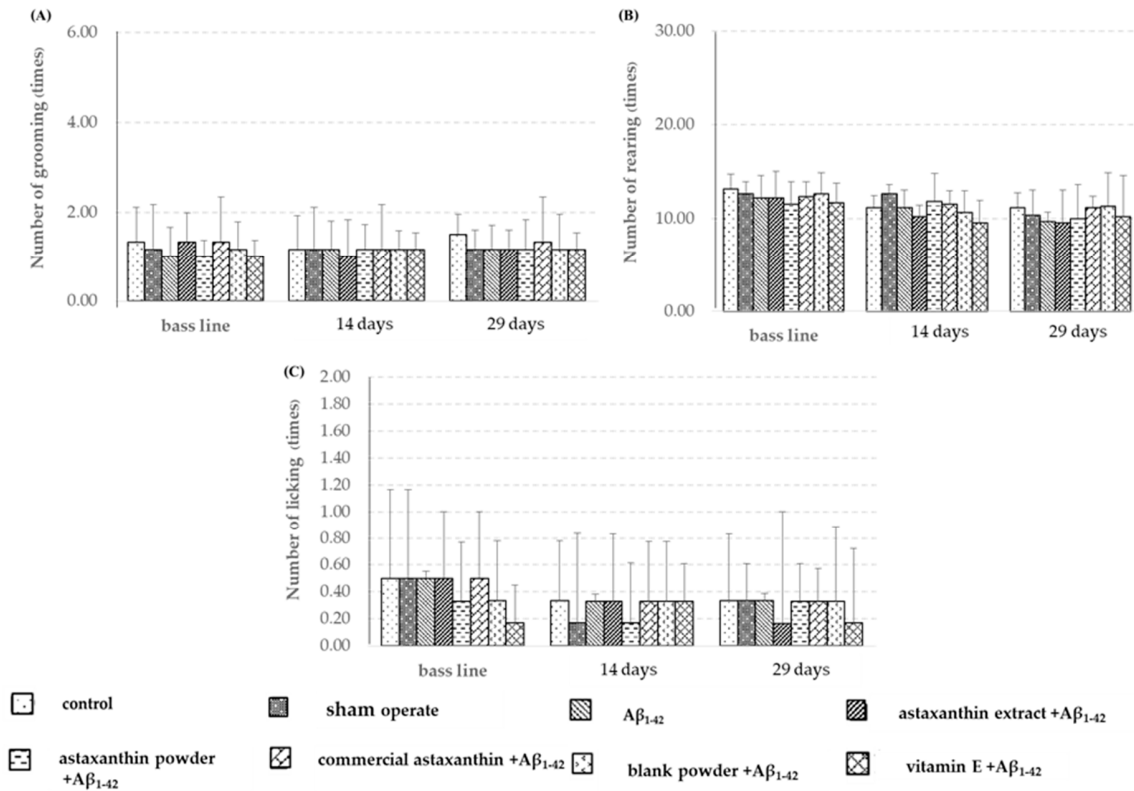 (A)
6.00
4.00
2.00
0.00
Number of grooming (times)
bass line 14 days 29 days
(B)
30.00
20.00
10.00
10.00
Number of rearing (times)
bass line 14 days 29 days
(C)
2.00
1.80
1.60
1.40
1.20
1.00
0.80
0.60
0.40
0.20
0.00
Number of licking (times)
bass line 14 days 29 days
control
sham operate
Aβ1-42
astaxanthin extract +Aβ1-42
astaxanthin powder
+Aβ1-42
commercial astaxanthin +Aβ1-42
blank powder +Aβ1-42
vitamin E +Aβ1-42